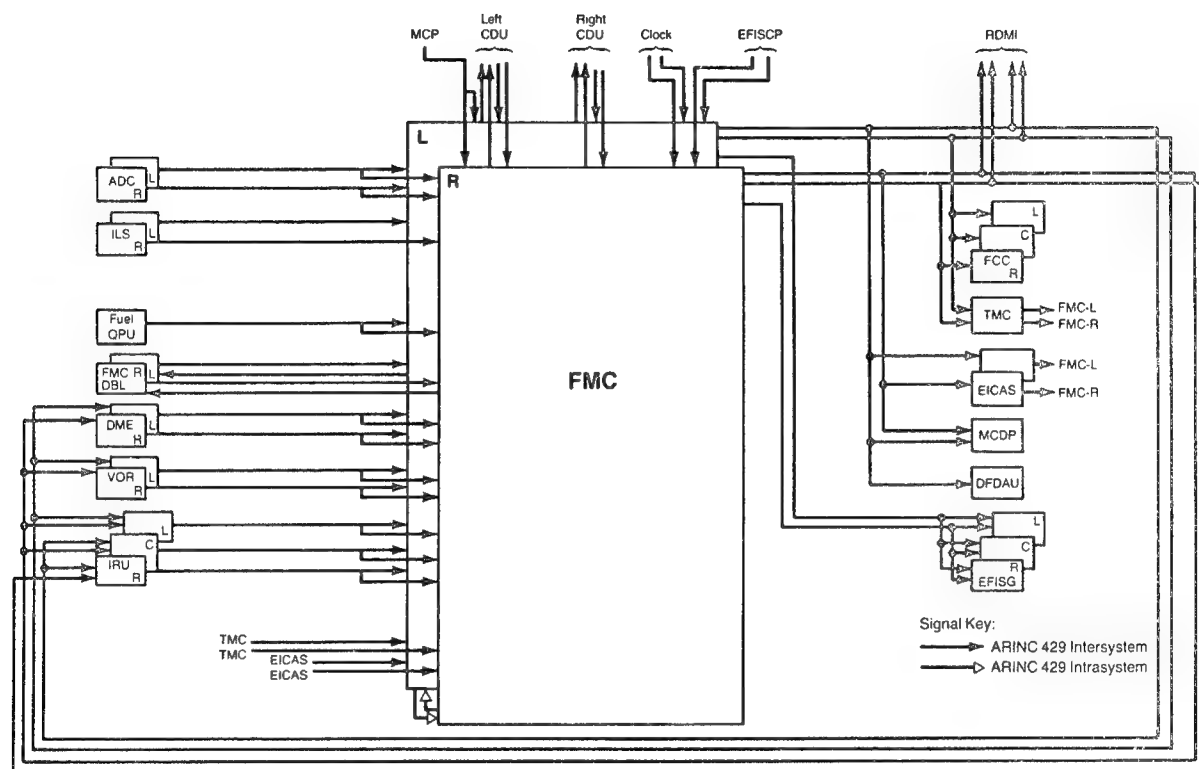 MCP
Left
CDU
Right
CDU
Clock
EFISCP
RDMI
L
R
FMC
ADC
L
R
ILS
L
R
Fuel
QPU
FMC R
DBL
L
DME
L
R
VOR
L
R
L
C
IRU
R
TMC
TMC
EICAS
EICAS
L
C
FCC
R
TMC
FMC-L
FMC-R
EICAS
FMC-L
FMC-R
MCDP
DFDAU
L
C
R
EFISG
Signal Key:
ARINC 429 Intersystem
ARINC 429 Intrasystem